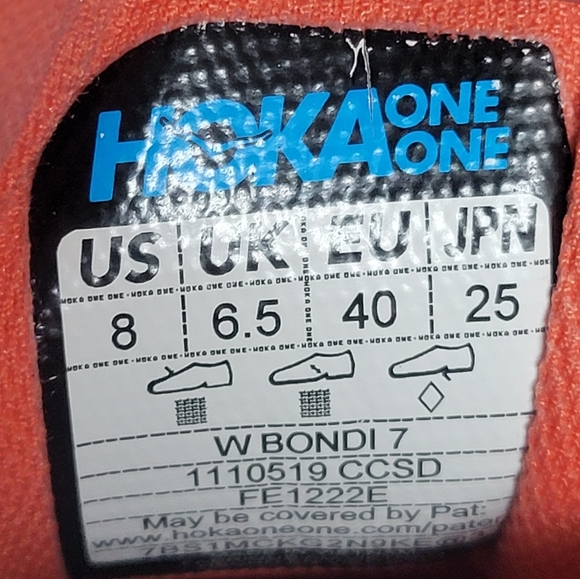 HOKA ONE ONE
US UK EU JPN
8 6.5 40 25
W BONDI 7
1110519 CCSD
FE1222E
May be covered by Pat:
www.hokaoneone.com/paten